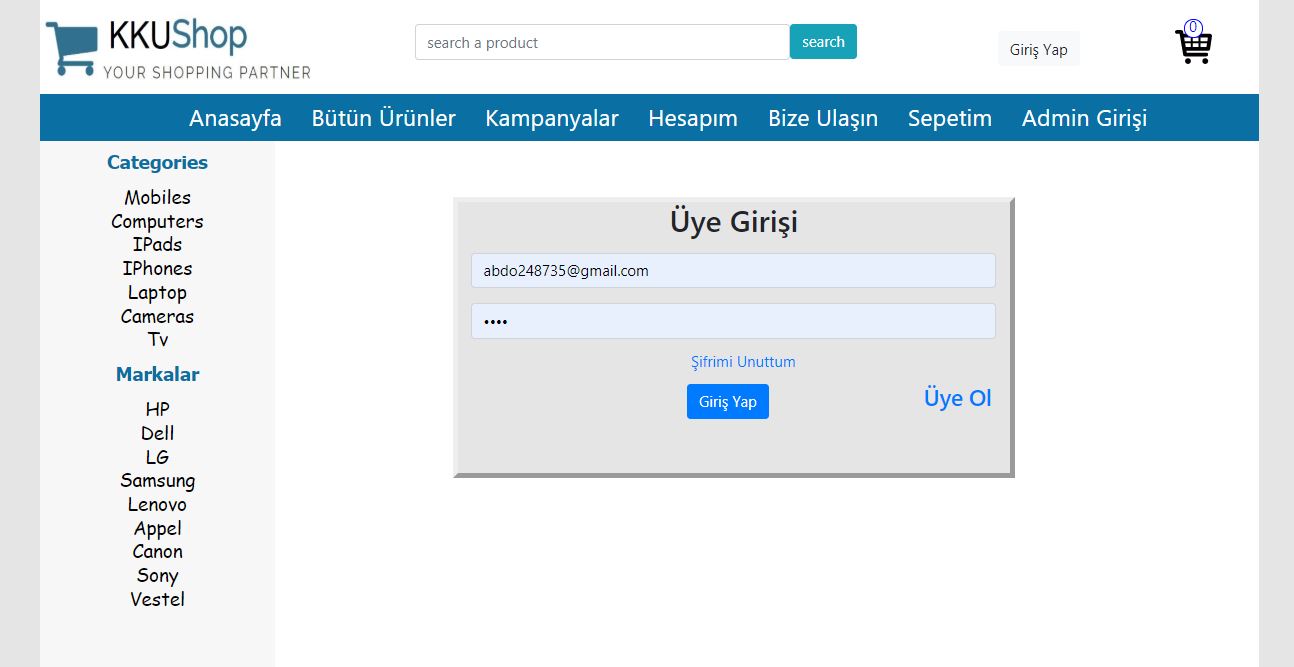 KKUShop
YOUR SHOPPING PARTNER
search a product
search
Giriş Yap
0
Anasayfa Bütün Ürünler Kampanyalar Hesapım Bize Ulaşın Sepetim Admin Girişi
Categories
Mobiles
Computers
IPads
IPhones
Laptop
Cameras
Tv
Markalar
HP
Dell
LG
Samsung
Lenovo
Appel
Canon
Sony
Vestel
Üye Girişi
abdo248735@gmail.com
••••
Şifrimi Unuttum
Giriş Yap
Üye Ol